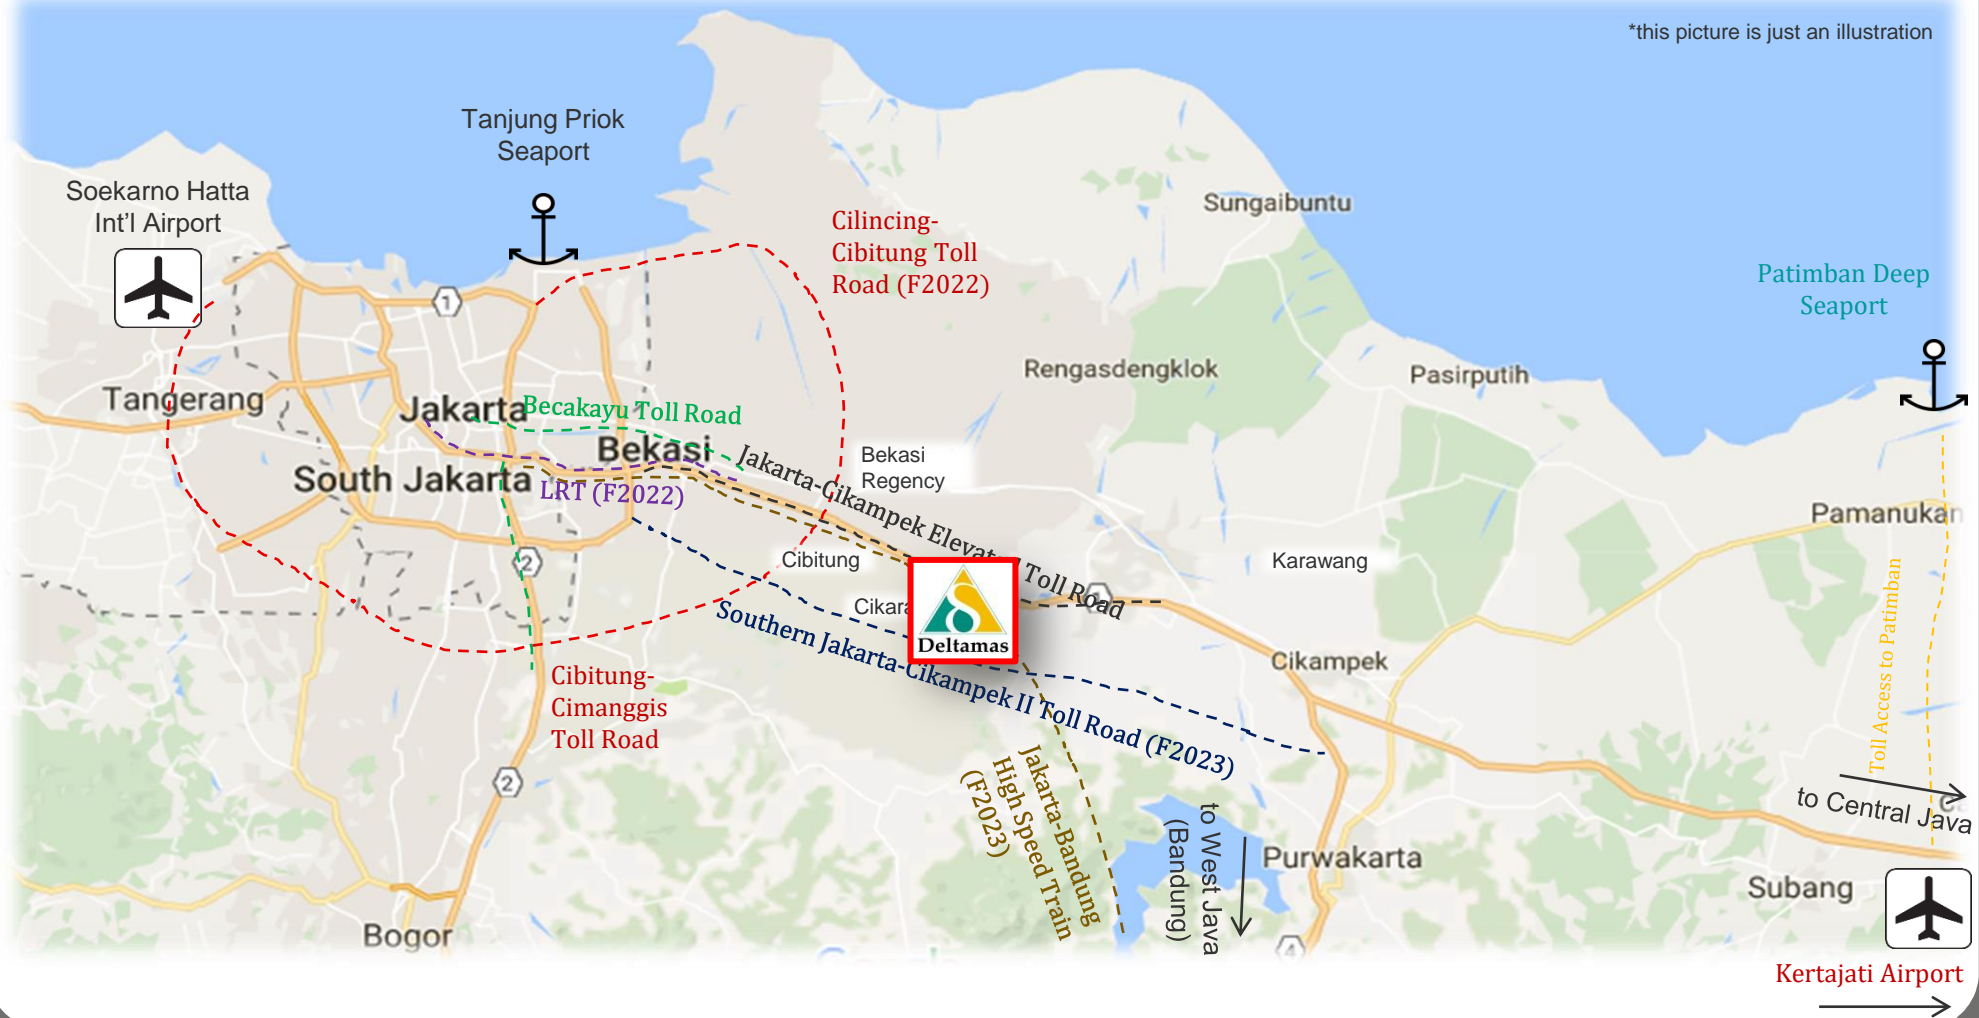 *this picture is just an illustration
Tanjung Priok
Seaport
Soekarno Hatta
Int'l Airport
Sungaibuntu
Cilincing-
Cibitung Toll
Road (F2022)
Patimban Deep
Seaport
1
Rengasdengklok
Pasirputih
Tangerang
Jakarta
Becakayu Toll Road
Bekasi
South Jakarta
LRT (F2022)
Jakarta-Cikampek Toll Road
Bekasi
Regency
Pamanukan
Cibitung
Karawang
2
Deltamas
Southern Jakarta-Cikampek II Toll Road (F2023)
Cikampek
Toll Access to Patimban
Cibitung-
Cimanggis
Toll Road
2
Jakarta-Bandung
High Speed Train
(F2023)
to West Java
(Bandung)
to Central Java
Purwakarta
Subang
Bogor
4
Kertajati Airport